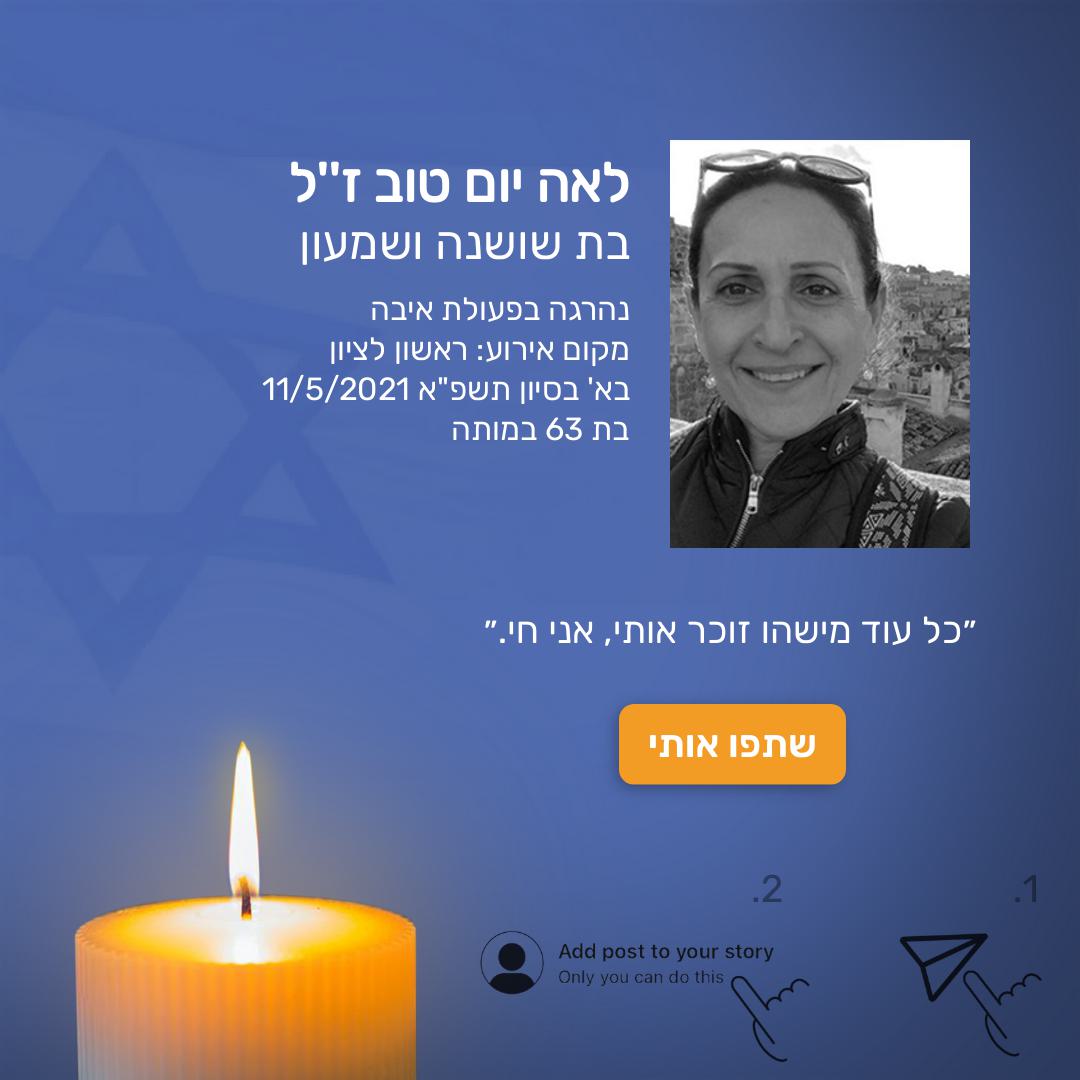 לאה יום טוב ז''ל
בת שושנה ושמעון
נהרגה בפעולת איבה
מקום אירוע: ראשון לציון
בא' בסיון תשפ"א 11/5/2021
בת 63 במותה
״כל עוד מישהו זוכר אותי, אני חי.״
שתפו אותי
1.
2.
Add post to your story
Only you can do this